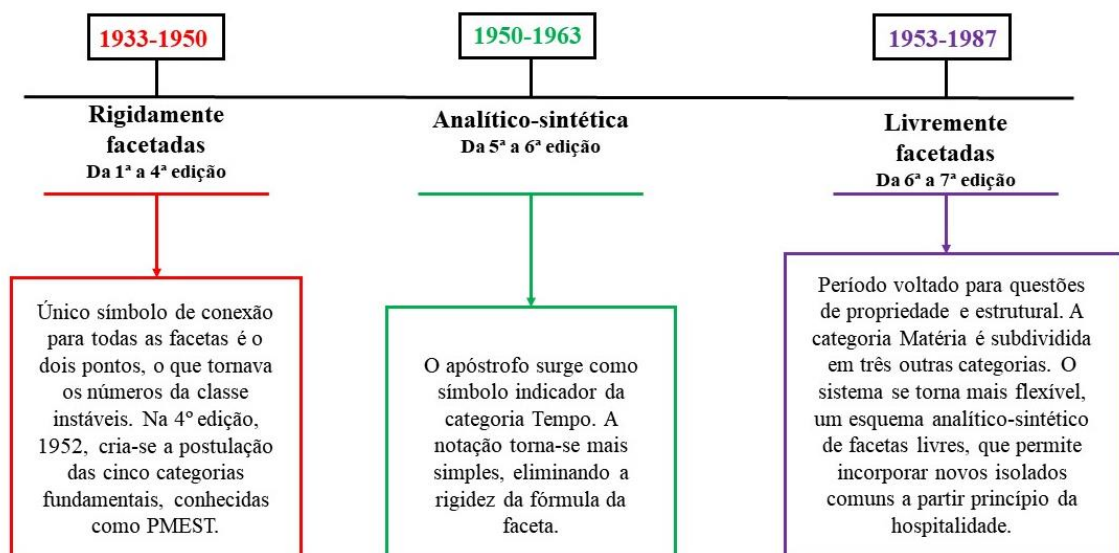 1933-1950
Rigidamente
facetadas
Da 1ª a 4ª edição
Único símbolo de conexão
para todas as facetas é o
dois pontos, o que tornava
os números da classe
instáveis. Na 4º edição,
1952, cria-se a postulação
das cinco categorias
fundamentais, conhecidas
como PMEST.
1950-1963
Analítico-sintética
Da 5ª a 6ª edição
O apóstrofo surge como
símbolo indicador da
categoria Tempo. A
notação torna-se mais
simples, eliminando a
rigidez da fórmula da
faceta.
1953-1987
Livremente
facetadas
Da 6ª a 7ª edição
Período voltado para questões
de propriedade e estrutural. A
categoria Matéria é subdividida
em três outras categorias. O
sistema se torna mais flexível,
um esquema analítico-sintético
de facetas livres, que permite
incorporar novos isolados
comuns a partir princípio da
hospitalidade.